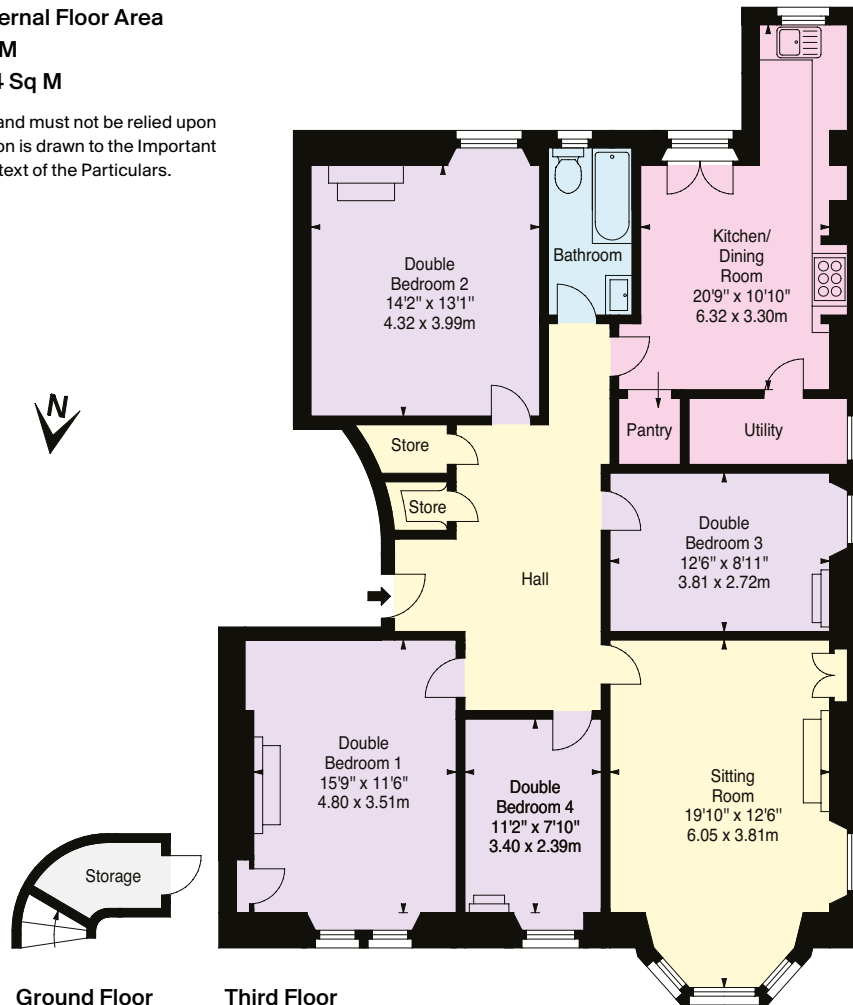 ernal Floor Area
M
Sq M
and must not be relied upon
on is drawn to the Important
text of the Particulars.
N
Double
Bedroom 2
14'2" x 13'1"
4.32 x 3.99m
Bathroom
Kitchen/
Dining
Room
20'9" x 10'10"
6.32 x 3.30m
Pantry
Utility
Store
Store
Hall
Double
Bedroom 3
12'6" x 8'11"
3.81 x 2.72m
Double
Bedroom 1
15'9" x 11'6"
4.80 x 3.51m
Double
Bedroom 4
11'2" x 7'10"
3.40 x 2.39m
Sitting
Room
19'10" x 12'6"
6.05 x 3.81m
Storage
Ground Floor
Third Floor